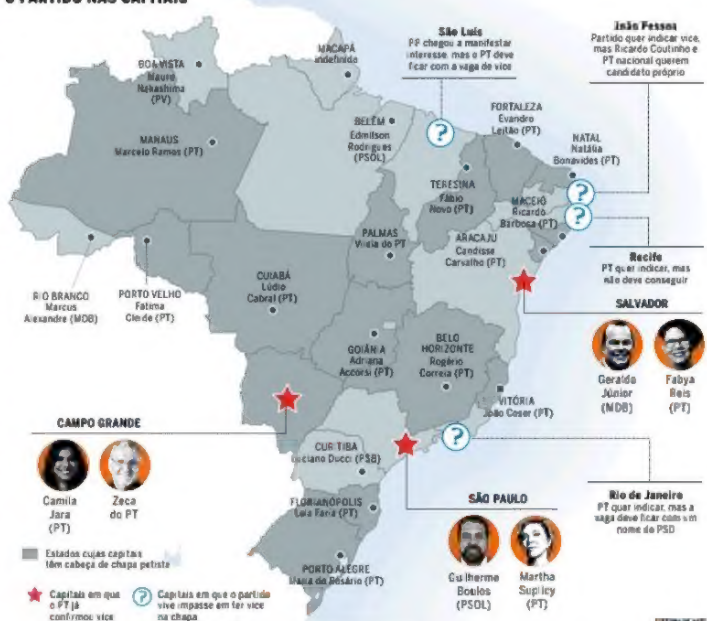 O PARTIDO NAS CAPITAIS
São Luís
PP chegou a manifestar
interesse, mas o PT deve
ficar com a vaga de vice
João Pessoa
Partido quer indicar vice,
mas Ricardo Coutinho e
PT nacional querem
candidato próprio
MACAPÁ
indefinido
BOA VISTA
Mauro
Nakashima
(PV)
BELÉM
Edmilson
Rodrigues
(PSOL)
FORTALEZA
Evandro
Leitão (PT)
MANAUS
Marcelo Ramos (PT)
NATAL
Natália
Bonavides (PT)
TERESINA
Fábio
Novo (PT)
MACEIÓ
Ricardo
Barbosa (PT)
PALMAS
do PT
ARACAJU
Candisse
Carvalho (PT)
Recife
PT quer indicar, mas
não deve conseguir
RIO BRANCO
Marcus
Alexandre (MDB)
PORTO VELHO
Fatima
Cleide (PT)
CUIABÁ
Lúdio
Cabral (PT)
SALVADOR
Geraldo
Júnior
(MDB)
Fabya
Reis
(PT)
GOIÂNIA
Adriana
Accorsi (PT)
BELO
HORIZONTE
Rogério
Correia (PT)
VITÓRIA
João Coser (PT)
CAMPO GRANDE
Camila
Jara
(PT)
Zeca
do PT
CURITIBA
Luciano Ducci (PSB)
FLORIANÓPOLIS
Lela Faria (PT)
SÃO PAULO
Guilherme
Boulos
(PSOL)
Martha
Suplicy
(PT)
Rio de Janeiro
PT quer indicar, mas a
vaga deve ficar com um
nome do PSD
PORTO ALEGRE
Maria do Rosário (PT)
Estados cujas capitais
têm cabeça de chapa petista
Capitais em que
o PT já
confirmou vice
Capitais em que o partido
vive impasse em ter vice
na chapa